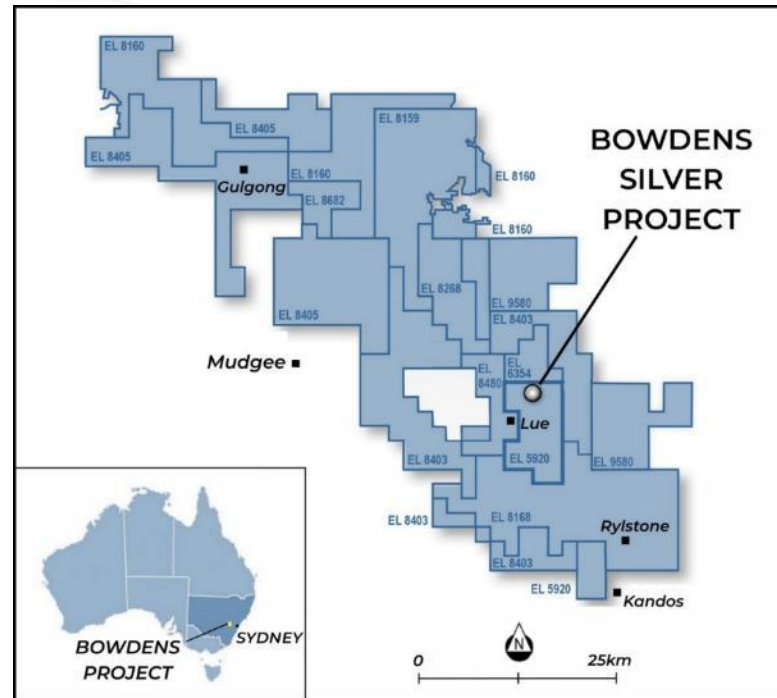 EL 8160
EL 8405
EL 8159
EL 8405
Gulgong
EL 8160
EL 8682
EL 8160
EL 8160
BOWDENS
SILVER
PROJECT
EL 8268
EL 9580
EL 8405
EL 8403
Mudgee
EL
8480
EL
6354
Lue
EL 8403
EL 5920
EL 9580
EL 8403
EL 8168
Rylstone
EL 8403
EL 5920
Kandos
BOWDENS
PROJECT
SYDNEY
N
0 25km